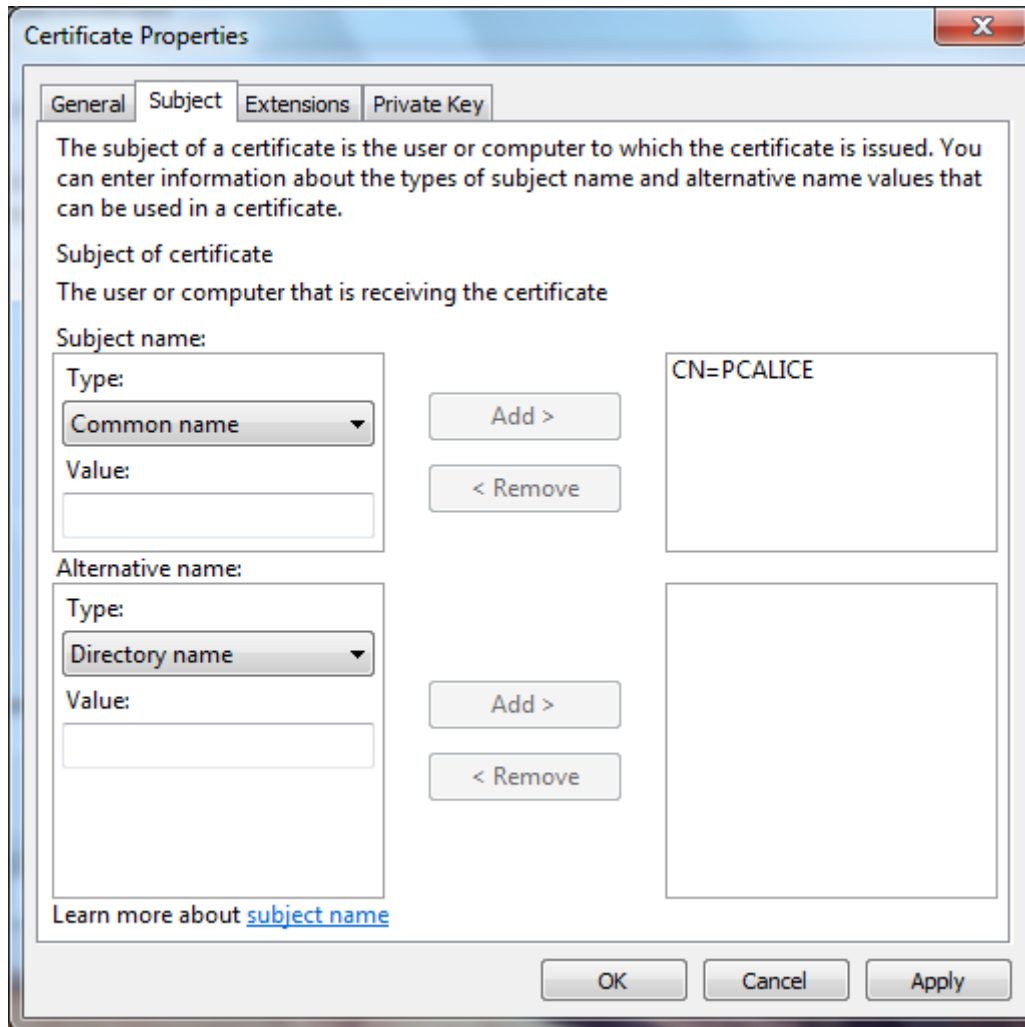 Certificate Properties
General Subject Extensions Private Key
The subject of a certificate is the user or computer to which the certificate is issued. You
can enter information about the types of subject name and alternative name values that
can be used in a certificate.
Subject of certificate
The user or computer that is receiving the certificate
Subject name:
Type:
Common name
Value:
Add >
< Remove
CN=PCALICE
Alternative name:
Type:
Directory name
Value:
Add >
< Remove
Learn more about subject name
OK Cancel Apply